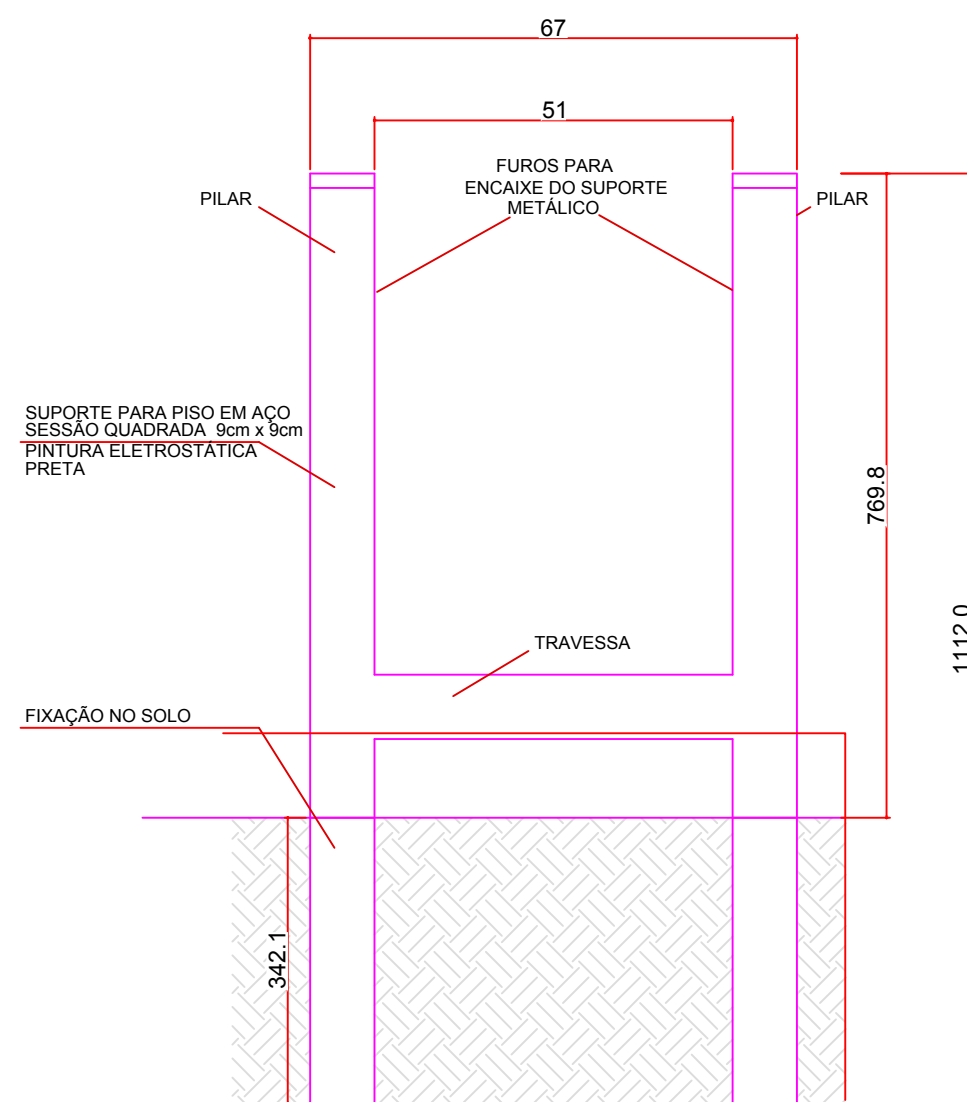 67
51
FUROS PARA
ENCAIXE DO SUPORTE
METÁLICO
PILAR
PILAR
SUPORTE PARA PISO EM AÇO
SESSÃO QUADRADA 9cm x 9cm
PINTURA ELETROSTÁTICA
PRETA
769.8
1112.0
TRAVESSA
FIXAÇÃO NO SOLO
342.1